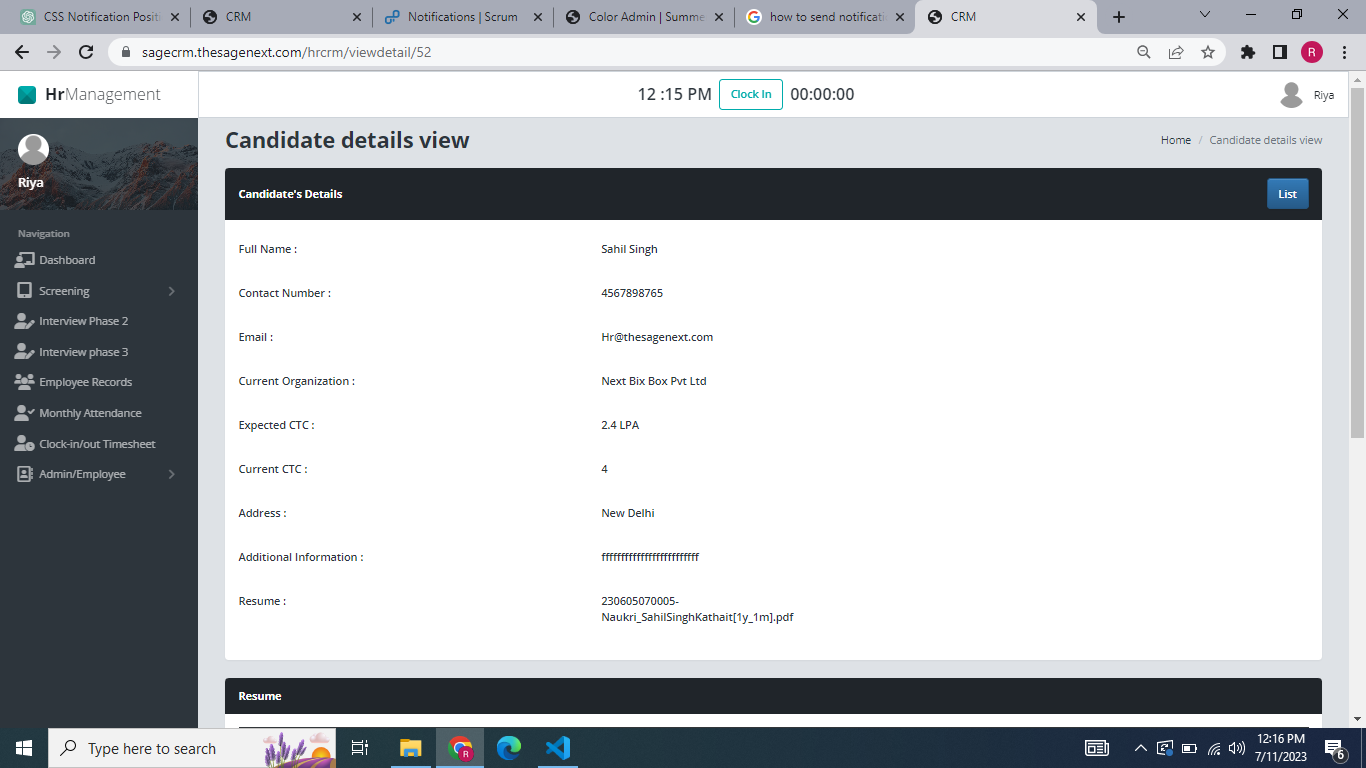 CSS Notification Positi
CRM
Notifications | Scrum
Color Admin | Summe
how to send notificati
CRM
sagecrm.thesagenext.com/hrcrm/viewdetail/52
R
HrManagement
12 :15 PM
Clock In
00:00:00
Riya
Riya
Navigation
Dashboard
Screening
Interview Phase 2
Interview phase 3
Employee Records
Monthly Attendance
Clock-in/out Timesheet
Admin/Employee
Candidate details view
Home / Candidate details view
Candidate's Details
List
Full Name : Sahil Singh
Contact Number : 4567898765
Email : Hr@thesagenext.com
Current Organization : Next Bix Box Pvt Ltd
Expected CTC : 2.4 LPA
Current CTC : 4
Address : New Delhi
Additional Information : fffffffffffffffffffffffff
Resume : 230605070005-
Naukri_SahilSinghKathait[1y_1m].pdf
Resume
Type here to search
R
12:16 PM
7/11/2023
6